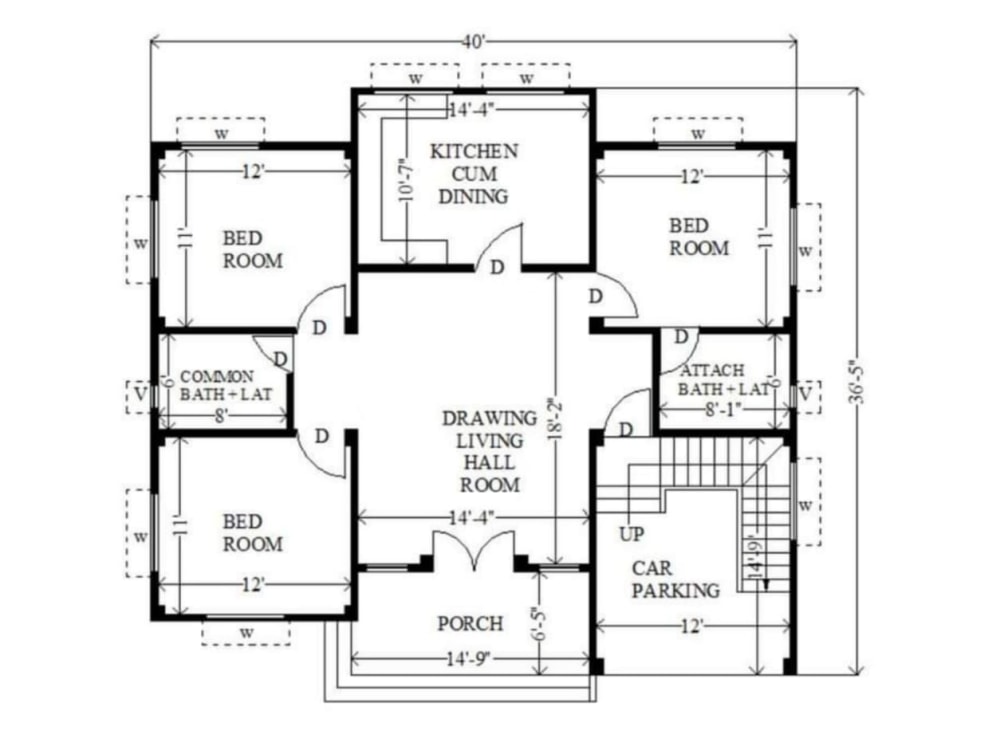 40'
w
w
w
w
14'-4"
KITCHEN
CUM
DINING
10'-7"
12'
12'
w
11'
BED
ROOM
BED
ROOM
11'
w
D
D
D
D
D
V
6'
COMMON
BATH + LAT
8'
ATTACH
BATH + LAT
6'
8'-1"
V
36'-5"
D
D
DRAWING
LIVING
HALL
ROOM
18'-2"
14'-4"
w
11'
BED
ROOM
12'
w
w
UP
CAR
PARKING
14'-9"
12'
PORCH
6'-5"
14'-9"